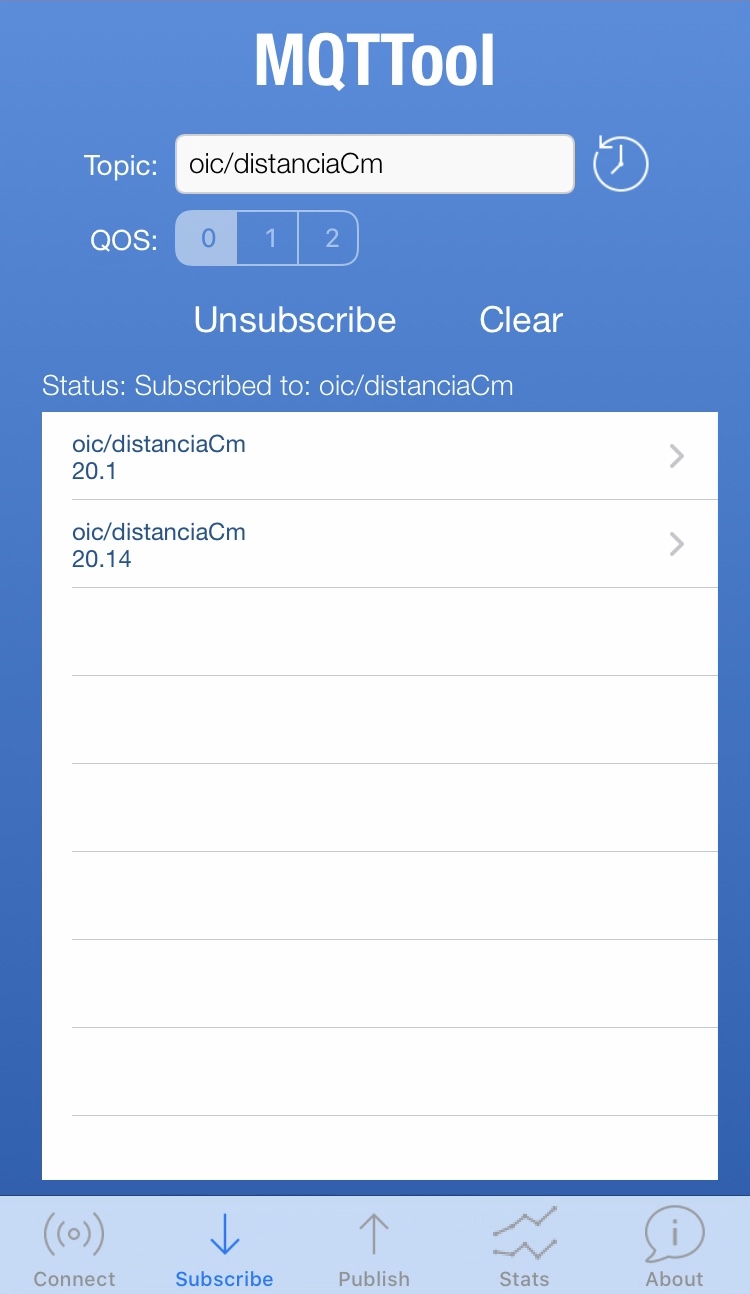 MQTTool
Topic: oic/distanciaCm
QOS: 0 1 2
Unsubscribe Clear
Status: Subscribed to: oic/distanciaCm
oic/distanciaCm
20.1
oic/distanciaCm
20.14
Connect Subscribe Publish Stats About